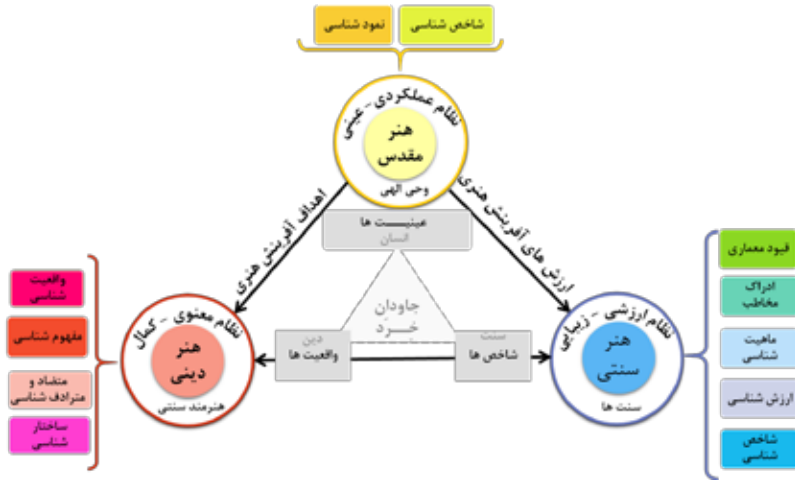 شاخص شناسی
نمود شناسی
نظام عملکردی - عینی
هنر
مقدس
وحی الهی
اهداف آفرینش هنری
ارزش های آفرینش هنری
عینیــــت ها
انسان
جاودان
خــرد
دین
واقعیت ها
سنت
شاخص ها
نظام ارزشی - زیبایی
هنر
سنتی
سنت ها
نظام معنوی - کمال
هنر
دینی
هنرمند سنتی
قیود معماری
ادراک
مخاطب
ماهیت
شناسی
ارزش شناسی
شاخص
شناسی
واقعیت
شناسی
مفهوم شناسی
متضاد و
مترادف شناسی
ساختار
شناسی